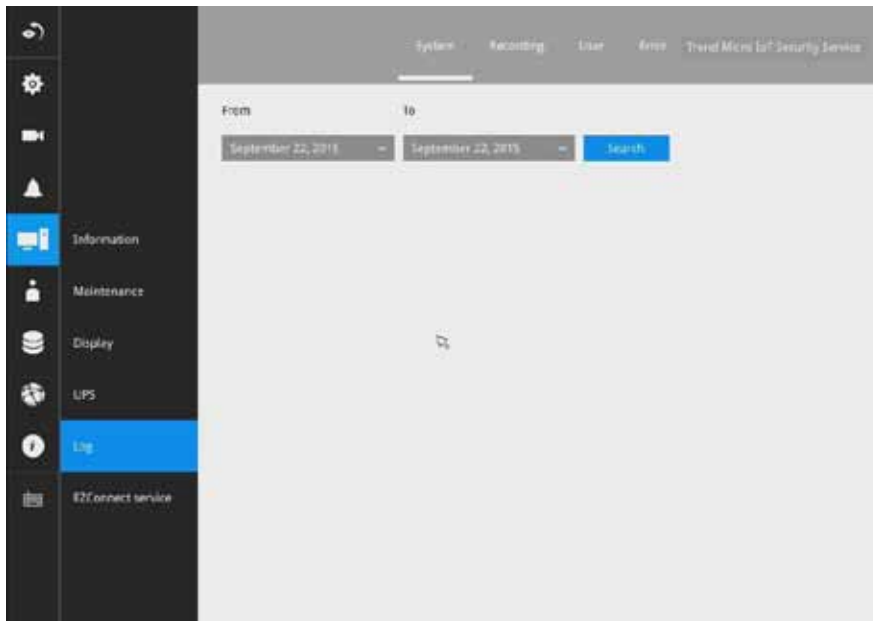 System Recording User Error Trend Micro IoT Security Service
From To
September 22, 2015 September 22, 2015 Search
Information
Maintenance
Display
UPS
Log
EZConnect service